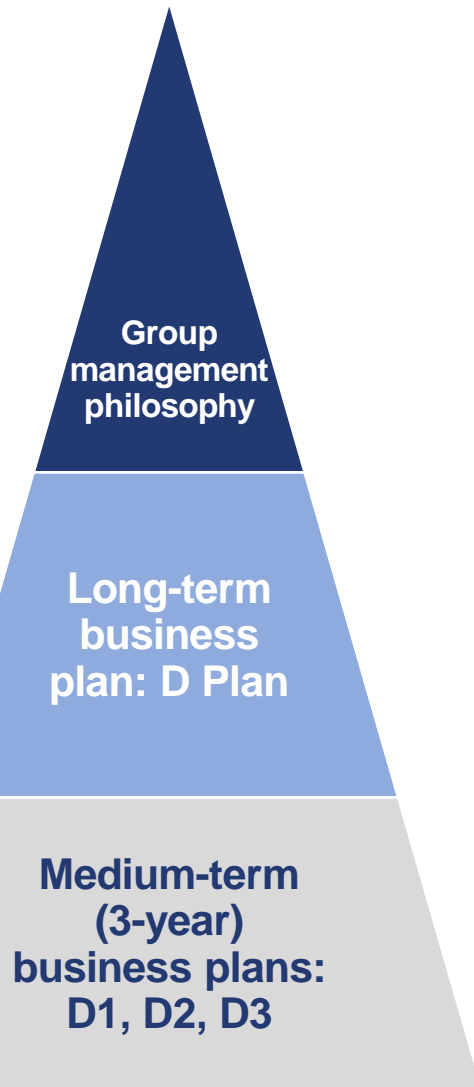 Group
management
philosophy
Long-term
business
plan: D Plan
Medium-term
(3-year)
business plans:
D1, D2, D3